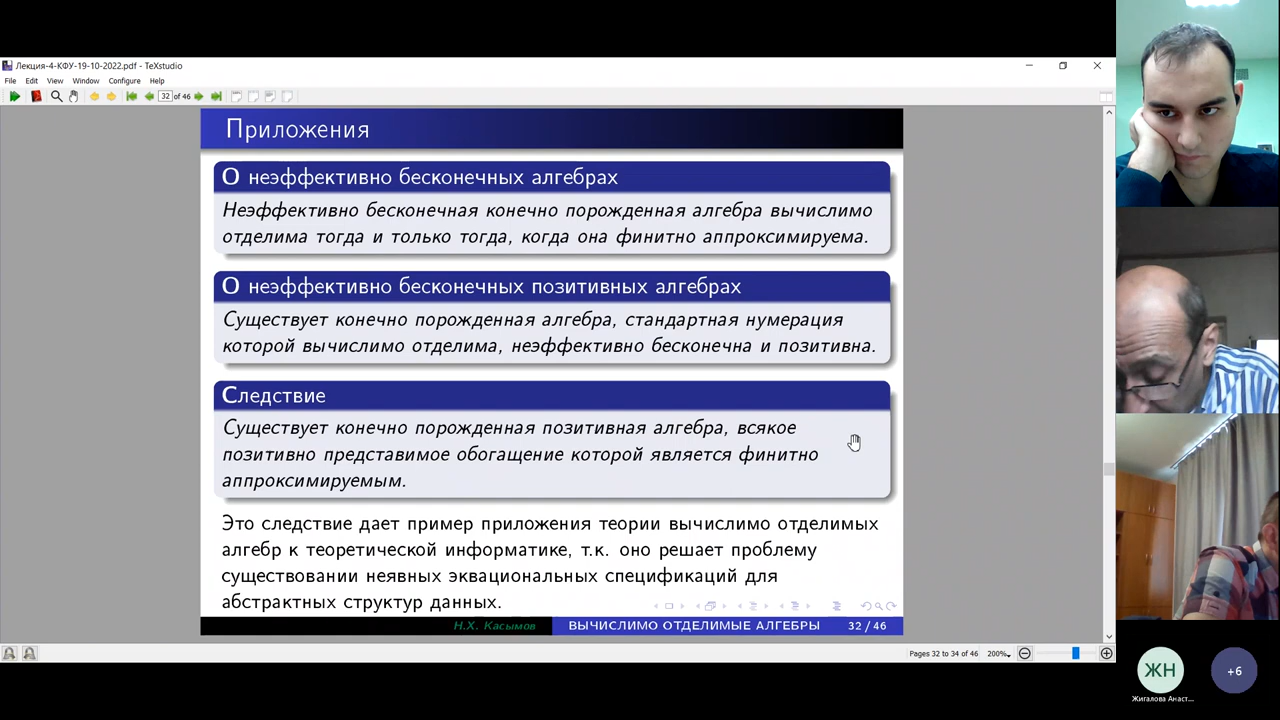 Лекция-4-КФУ-19-10-2022.pdf - TeXstudio
File Edit View Window Configure Help
32 of 46
Приложения
О неэффективно бесконечных алгебрах
Неэффективно бесконечная конечно порожденная алгебра вычислимо
отделима тогда и только тогда, когда она финитно аппроксимируема.
О неэффективно бесконечных позитивных алгебрах
Существует конечно порожденная алгебра, стандартная нумерация
которой вычислимо отделима, неэффективно бесконечна и позитивна.
Следствие
Существует конечно порожденная позитивная алгебра, всякое
позитивно представимое обогащение которой является финитно
аппроксимируемым.
Это следствие дает пример приложения теории вычислимо отделимых
алгебр к теоретической информатике, т.к. оно решает проблему
существовании неявных эквациональных спецификаций для
абстрактных структур данных.
Н.Х. Касымов ВЫЧИСЛИМО ОТДЕЛИМЫЕ АЛГЕБРЫ 32 / 46
Pages 32 to 34 of 46 200%
ЖН
+6
Жигалова Анаст...